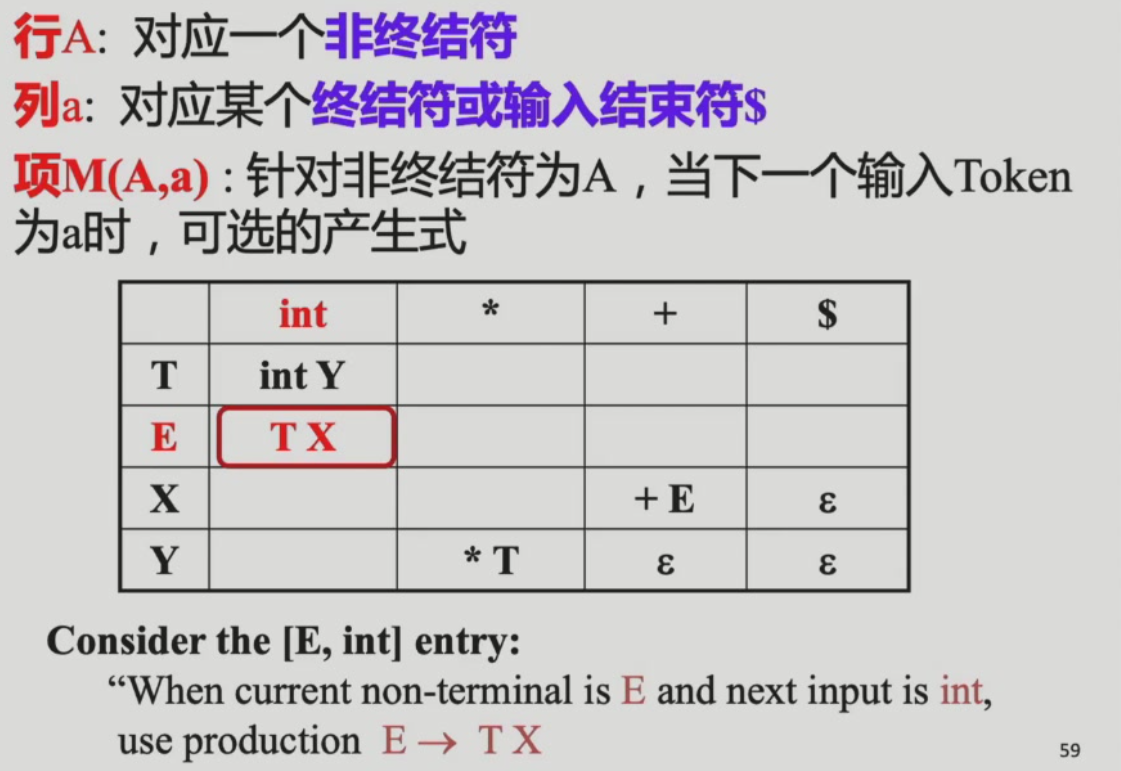 行A: 对应一个非终结符
列a: 对应某个终结符或输入结束符$
项M(A,a) : 针对非终结符为A，当下一个输入Token
为a时，可选的产生式
int * + $
T int Y
E T X
X + E ε
Y * T ε ε
Consider the [E, int] entry:
“When current non-terminal is E and next input is int,
use production E → T X
59